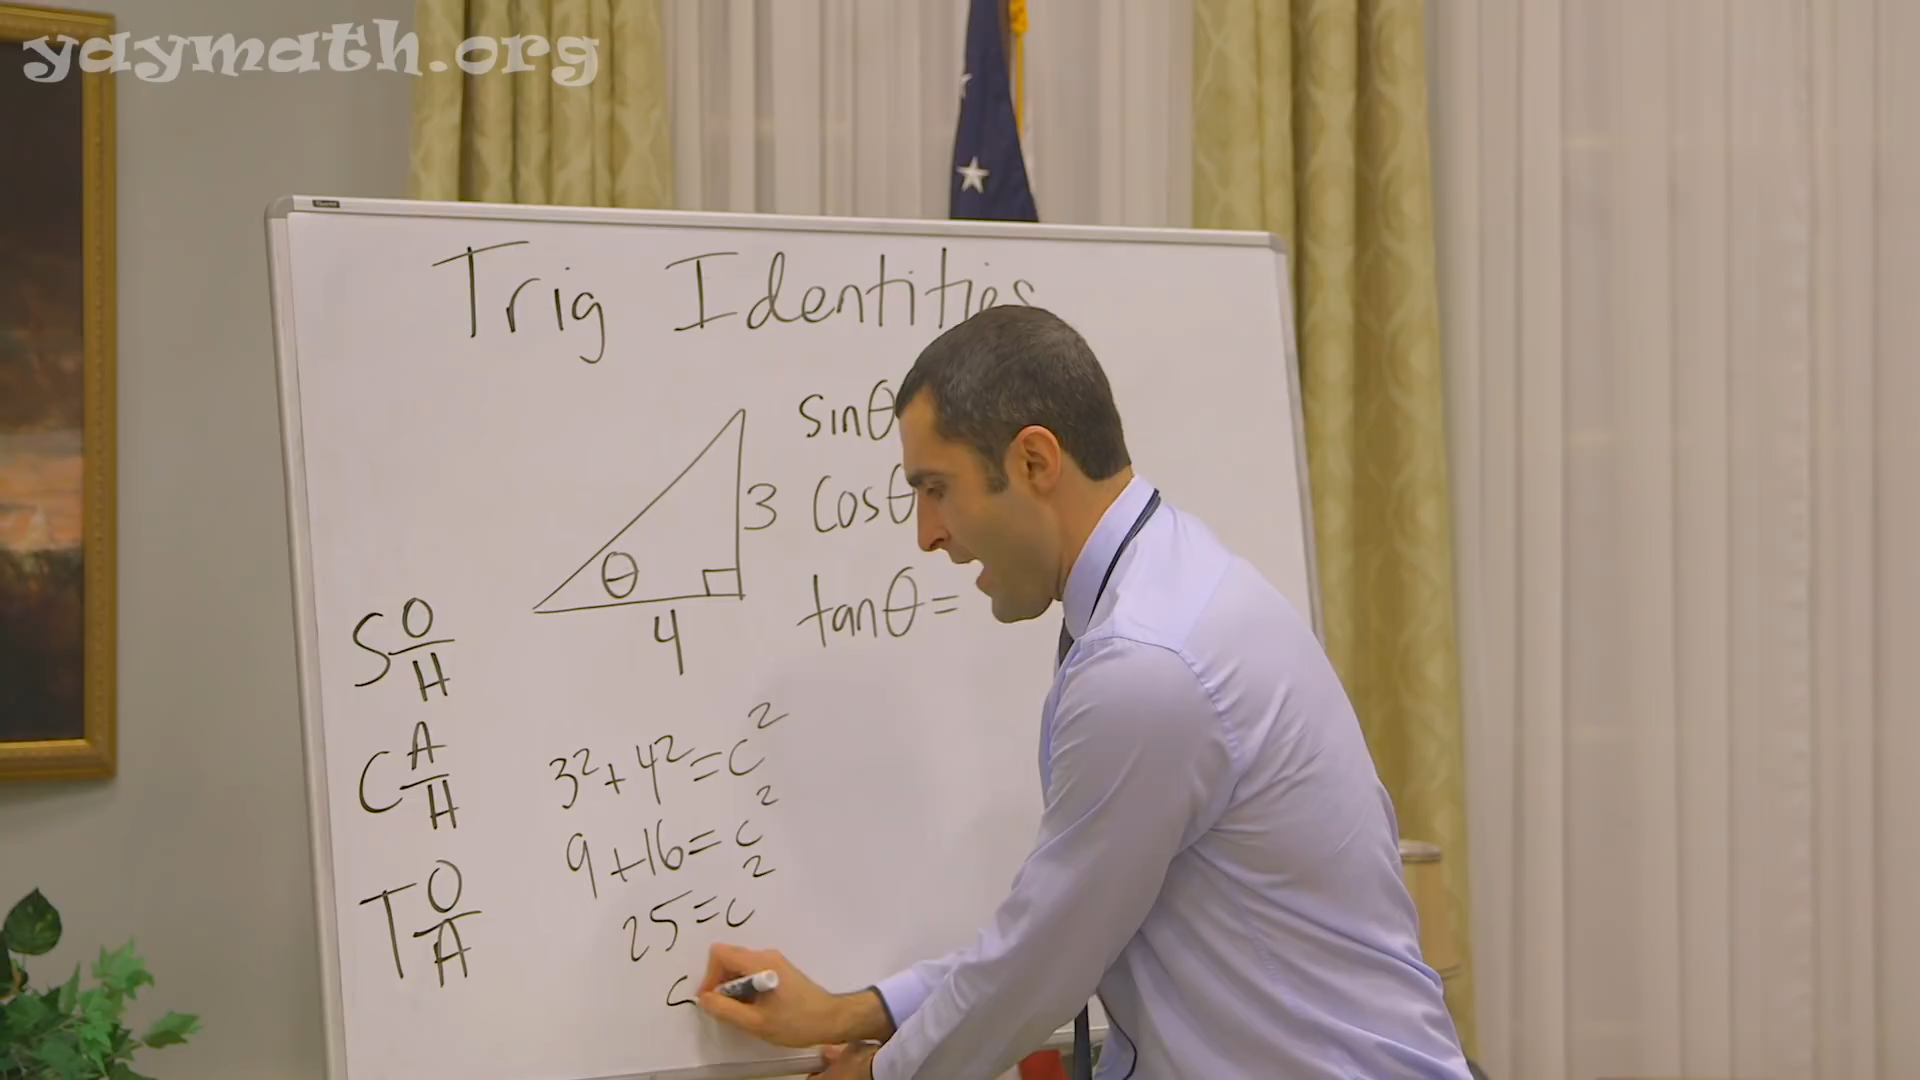 yaymath.org
Trig Identities
sinθ
3
cosθ
θ
4
tanθ=
S O/H
C A/H
T O/A
3²+4²=c²
9+16=c²
25=c²